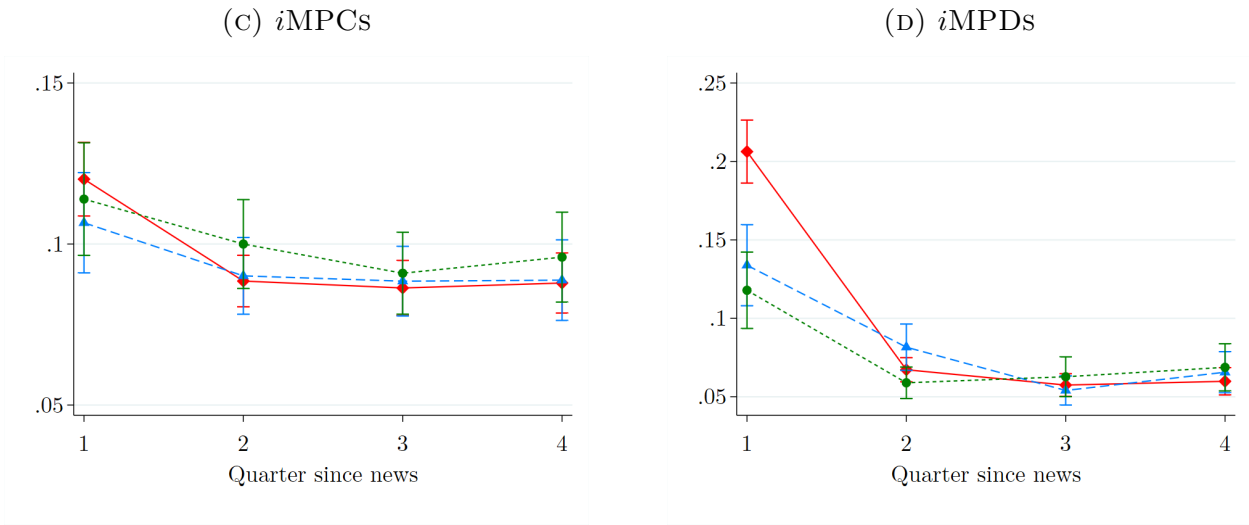 (C) iMPCs
.15
.1
.05
1 2 3 4
Quarter since news
(D) iMPDs
.25
.2
.15
.1
.05
1 2 3 4
Quarter since news